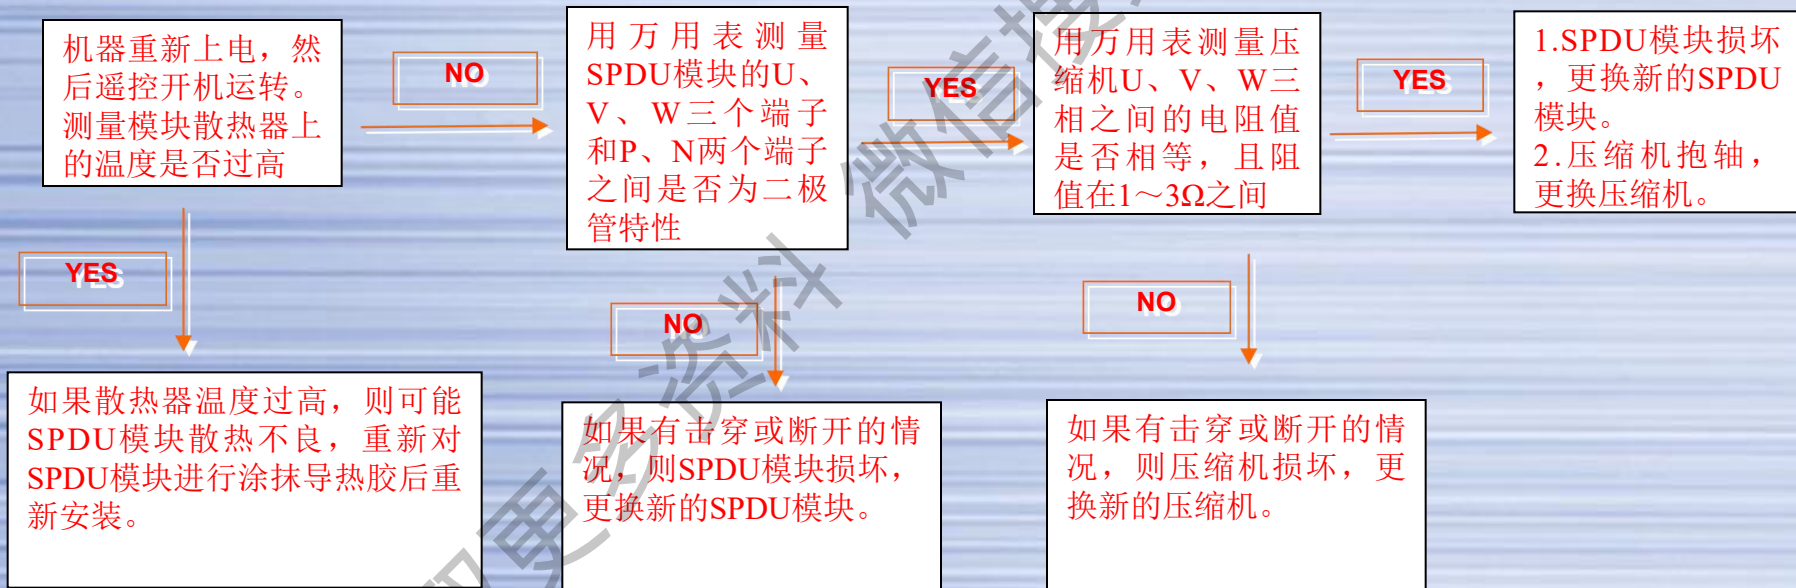 机器重新上电，然
后遥控开机运转。
测量模块散热器上
的温度是否过高
NO
用万用表测量
SPDU模块的U、
V、W三个端子
和P、N两个端子
之间是否为二极
管特性
YES
用万用表测量压
缩机U、V、W三
相之间的电阻值
是否相等，且阻
值在1～3Ω之间
YES
1.SPDU模块损坏
，更换新的SPDU
模块。
2.压缩机抱轴，
更换压缩机。
YES
NO
NO
如果散热器温度过高，则可能
SPDU模块散热不良，重新对
SPDU模块进行涂抹导热胶后重
新安装。
如果有击穿或断开的情
况，则SPDU模块损坏，
更换新的SPDU模块。
如果有击穿或断开的情
况，则压缩机损坏，更
换新的压缩机。
更多资料 微信搜